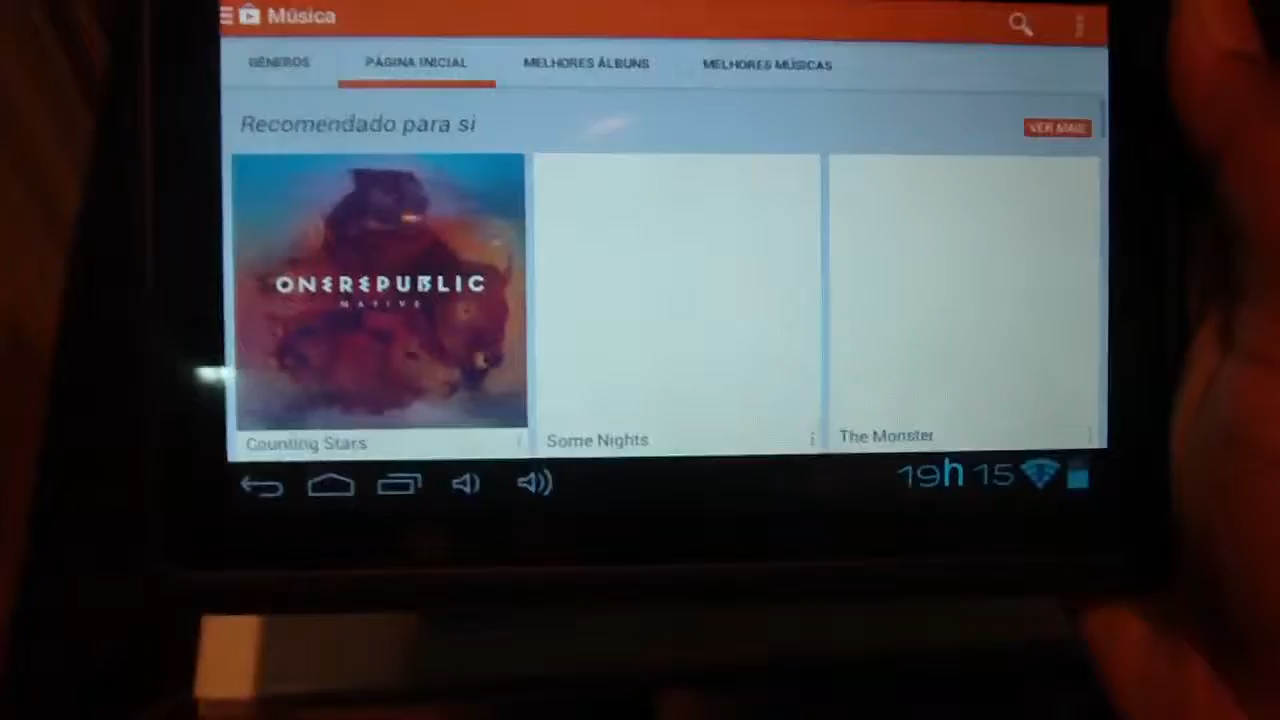 Música
GÉNEROS PÁGINA INICIAL MELHORES ÁLBUNS MELHORES MÚSICAS
Recomendado para si VER MAIS
ONEREPUBLIC
NATIVE
Counting Stars Some Nights The Monster
19h 15